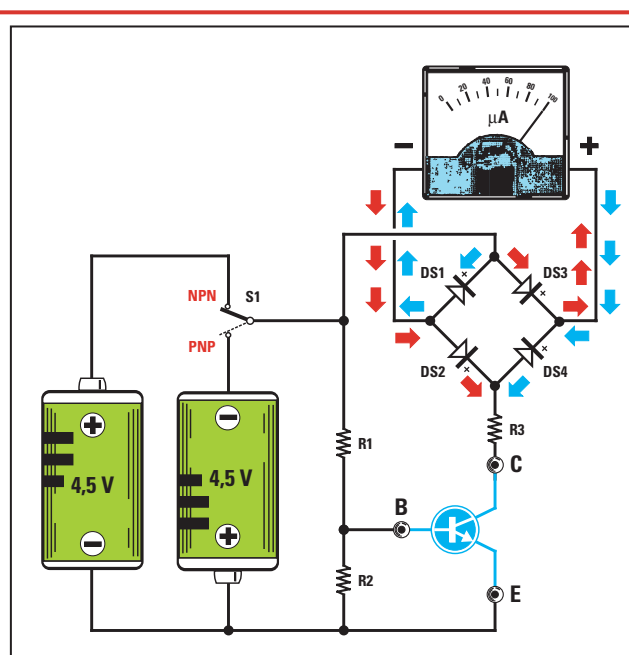 0 20 40 60 80 100
µA
- +
DS1 DS3
NPN S1
PNP
DS2 DS4
+ -
4,5 V 4,5 V
- +
R1
R3
C
B
R2
E